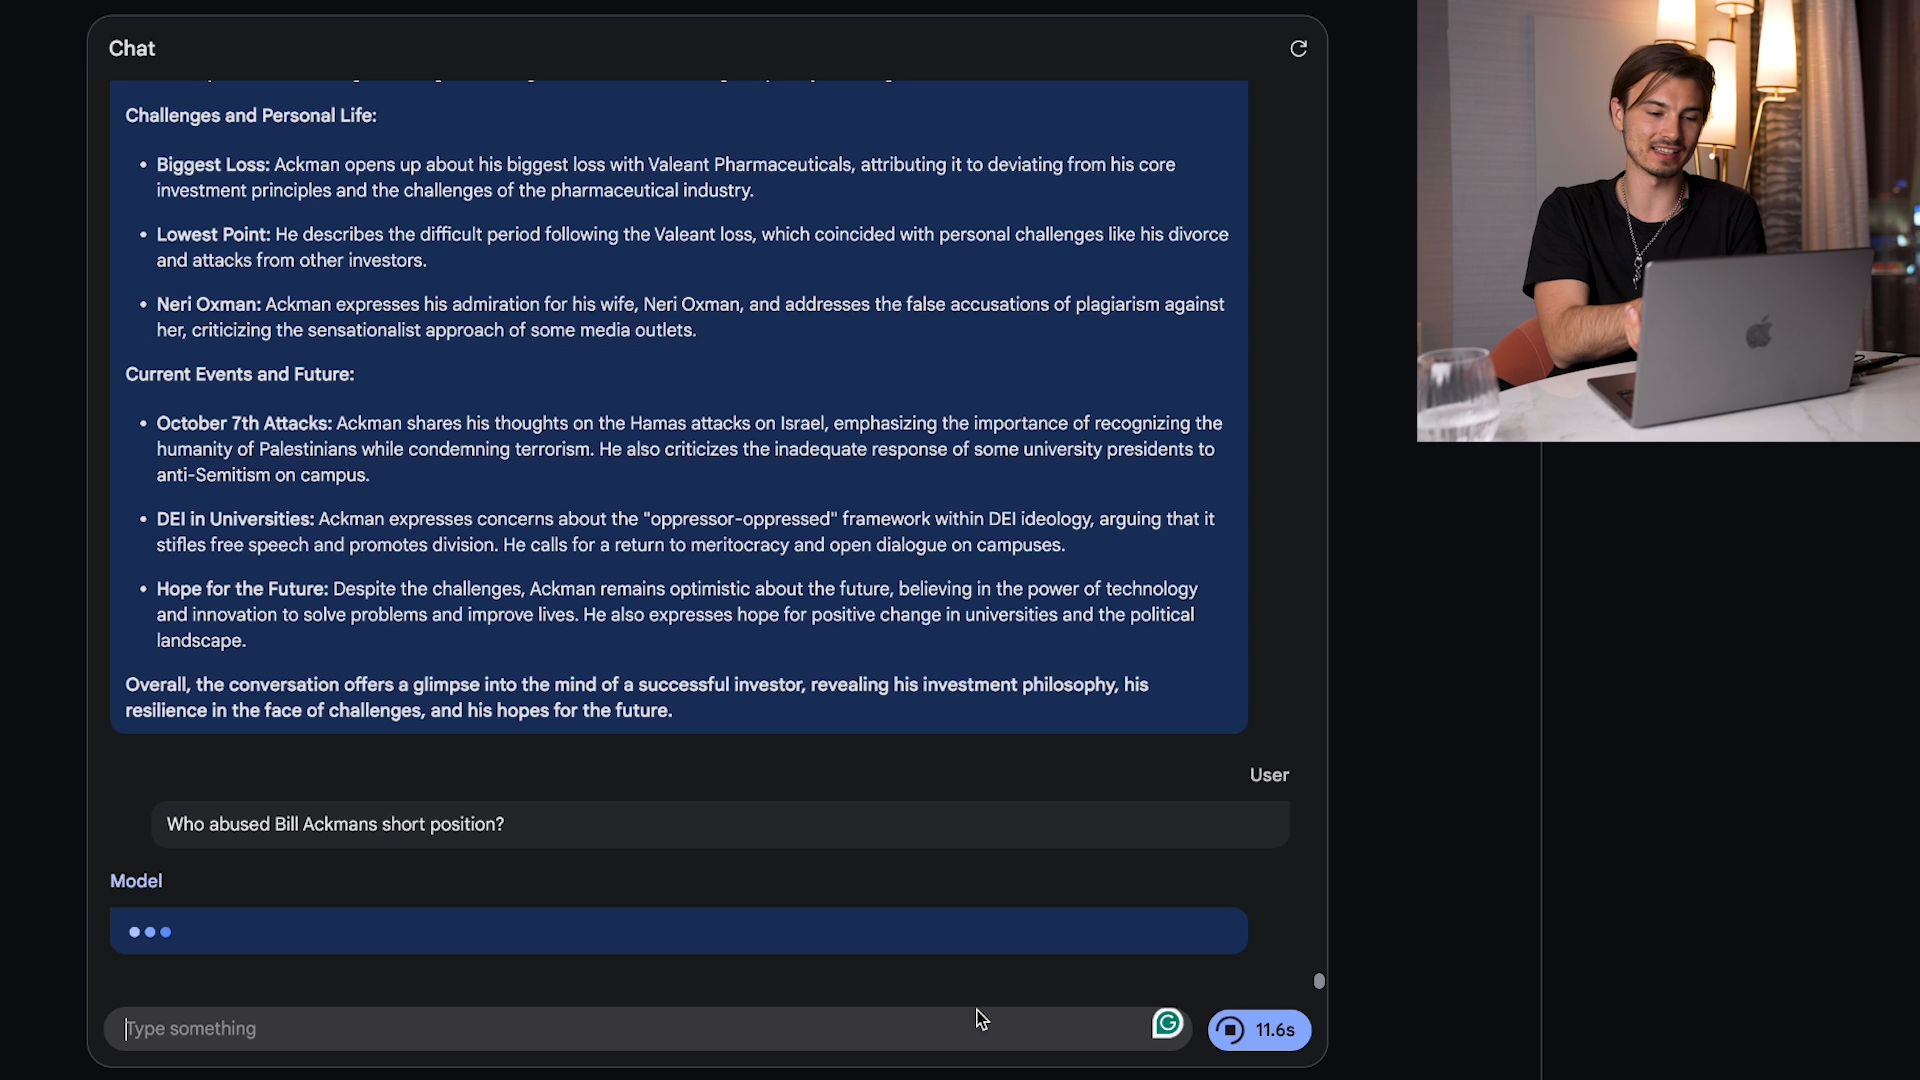 Chat
Challenges and Personal Life:
• Biggest Loss: Ackman opens up about his biggest loss with Valeant Pharmaceuticals, attributing it to deviating from his core
investment principles and the challenges of the pharmaceutical industry.
• Lowest Point: He describes the difficult period following the Valeant loss, which coincided with personal challenges like his divorce
and attacks from other investors.
• Neri Oxman: Ackman expresses his admiration for his wife, Neri Oxman, and addresses the false accusations of plagiarism against
her, criticizing the sensationalist approach of some media outlets.
Current Events and Future:
• October 7th Attacks: Ackman shares his thoughts on the Hamas attacks on Israel, emphasizing the importance of recognizing the
humanity of Palestinians while condemning terrorism. He also criticizes the inadequate response of some university presidents to
anti-Semitism on campus.
• DEI in Universities: Ackman expresses concerns about the "oppressor-oppressed" framework within DEI ideology, arguing that it
stifles free speech and promotes division. He calls for a return to meritocracy and open dialogue on campuses.
• Hope for the Future: Despite the challenges, Ackman remains optimistic about the future, believing in the power of technology
and innovation to solve problems and improve lives. He also expresses hope for positive change in universities and the political
landscape.
Overall, the conversation offers a glimpse into the mind of a successful investor, revealing his investment philosophy, his
resilience in the face of challenges, and his hopes for the future.
User
Who abused Bill Ackmans short position?
Model
Type something
11.6s